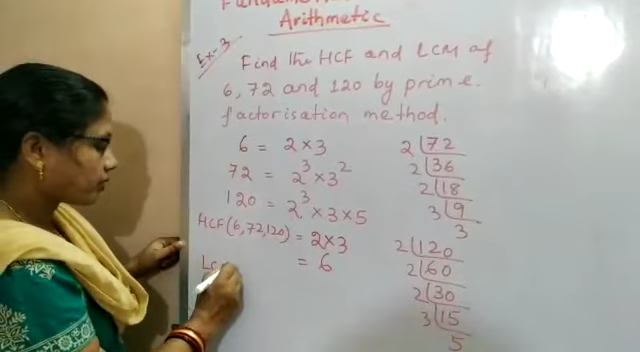 Arithmetic
Ex-3
Find the HCF and LCM of
6, 72 and 120 by prime
factorisation method.
6 = 2 × 3
72 = 2³ × 3²
120 = 2³ × 3 × 5
HCF(6,72,120) = 2×3
= 6
LC
2 | 72
2 | 36
2 | 18
3 | 9
3
2 | 120
2 | 60
2 | 30
3 | 15
5